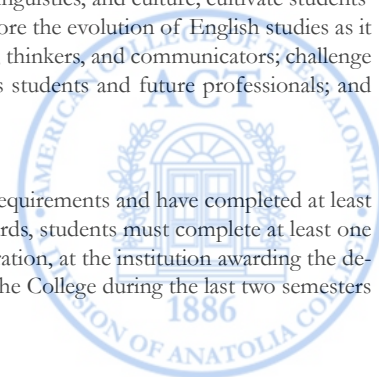 linguistics, and culture; cultivate students'
ore the evolution of English studies as it
thinkers, and communicators; challenge
s students and future professionals; and
equirements and have completed at least
rds, students must complete at least one
ration, at the institution awarding the de-
he College during the last two semesters
AMERICAN COLLEGE OF THESSALONIKI
ACT
1886
DIVISION OF ANATOLIA COLLEGE